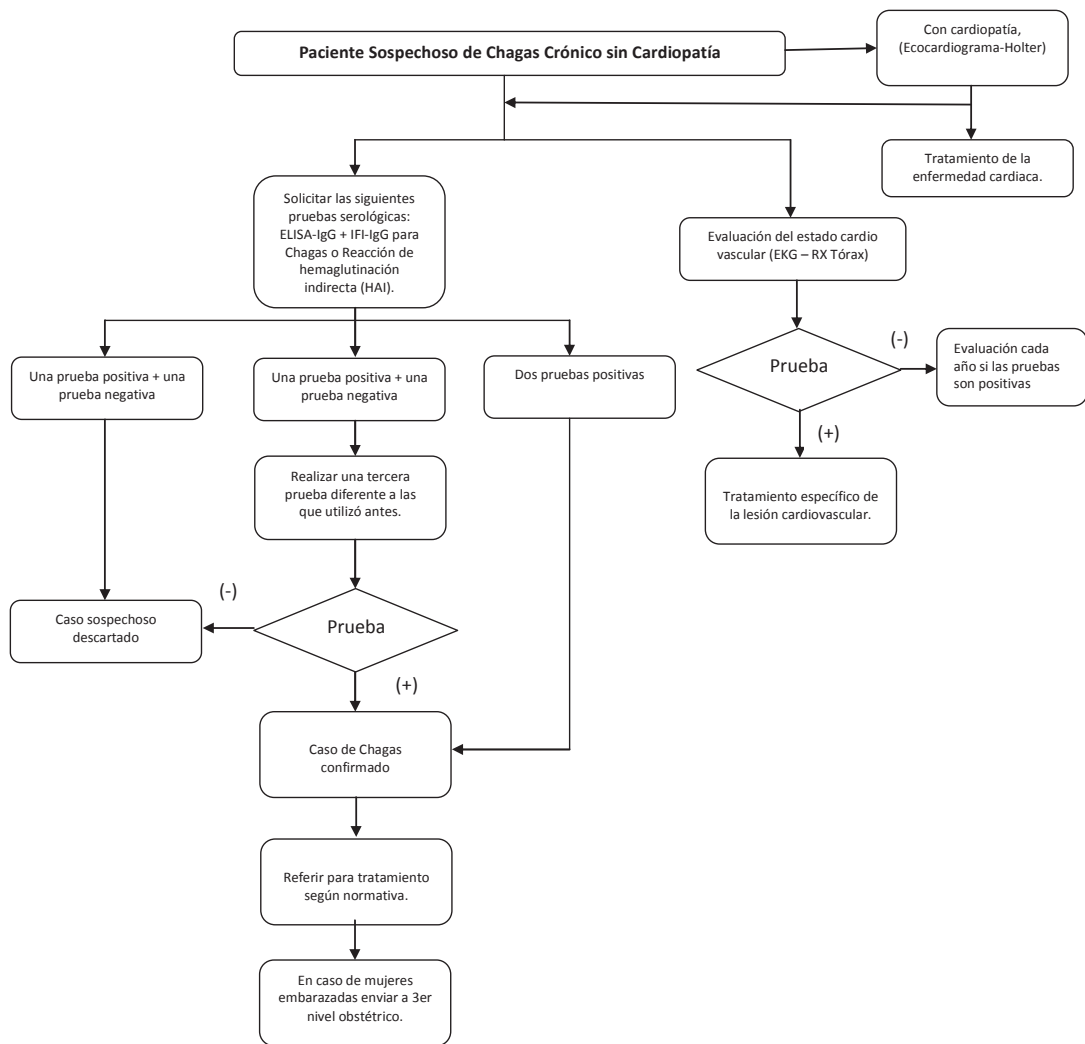 Paciente Sospechoso de Chagas Crónico sin Cardiopatía
Con cardiopatía,
(Ecocardiograma-Holter)
Tratamiento de la
enfermedad cardiaca.
Solicitar las siguientes
pruebas serológicas:
ELISA-IgG + IFI-IgG para
Chagas o Reacción de
hemaglutinación
indirecta (HAI).
Evaluación del estado cardio
vascular (EKG – RX Tórax)
Una prueba positiva + una
prueba negativa
Una prueba positiva + una
prueba negativa
Dos pruebas positivas
Prueba
(-)
Evaluación cada
año si las pruebas
son positivas
(+)
Realizar una tercera
prueba diferente a las
que utilizó antes.
Tratamiento específico de
la lesión cardiovascular.
Caso sospechoso
descartado
(-)
Prueba
(+)
Caso de Chagas
confirmado
Referir para tratamiento
según normativa.
En caso de mujeres
embarazadas enviar a 3er
nivel obstétrico.